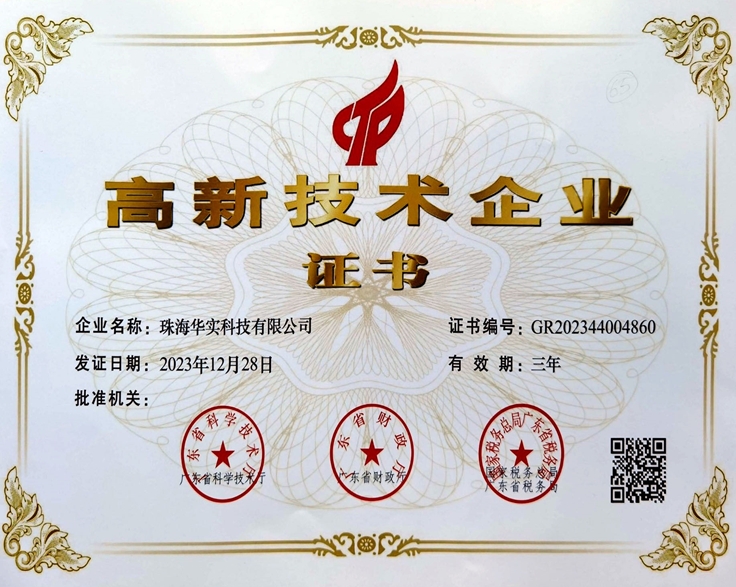 高新技术企业
证书
企业名称：珠海华实科技有限公司
证书编号：GR202344004860
发证日期：2023年12月28日
有效期：三年
批准机关：
广东省科学技术厅
广东省科学技术厅
广东省财政厅
广东省财政厅
国家税务总局广东省税务局
国家税务总局
广东省税务局